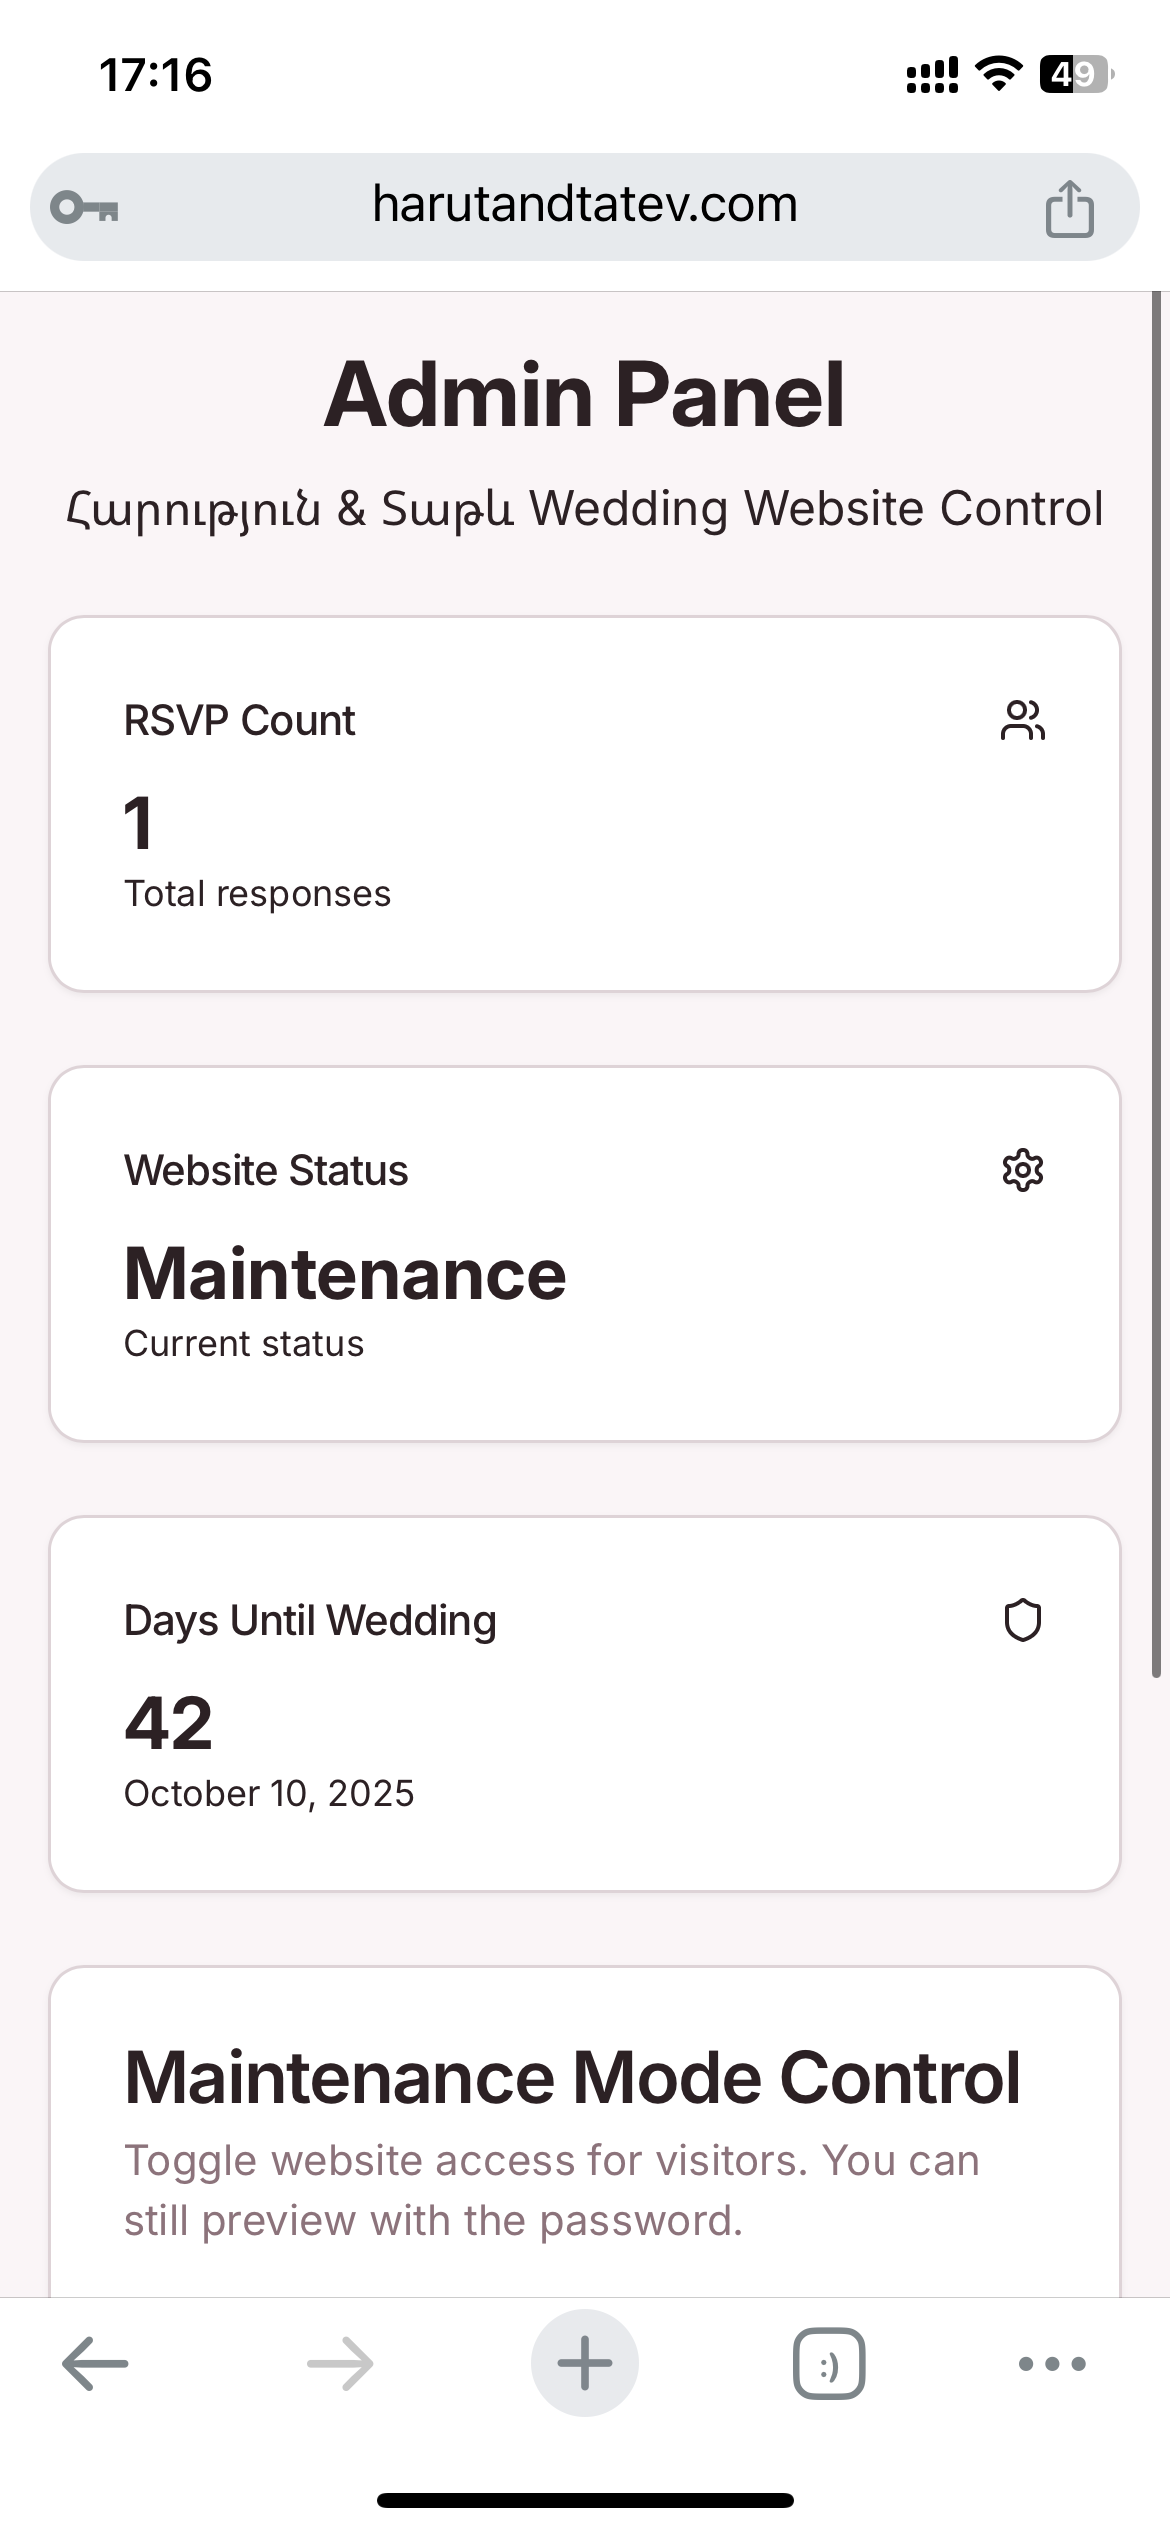 17:16
49
harutandtatev.com
Admin Panel
Հարություն & Տաթև Wedding Website Control
RSVP Count
1
Total responses
Website Status
Maintenance
Current status
Days Until Wedding
42
October 10, 2025
Maintenance Mode Control
Toggle website access for visitors. You can
still preview with the password.
:)